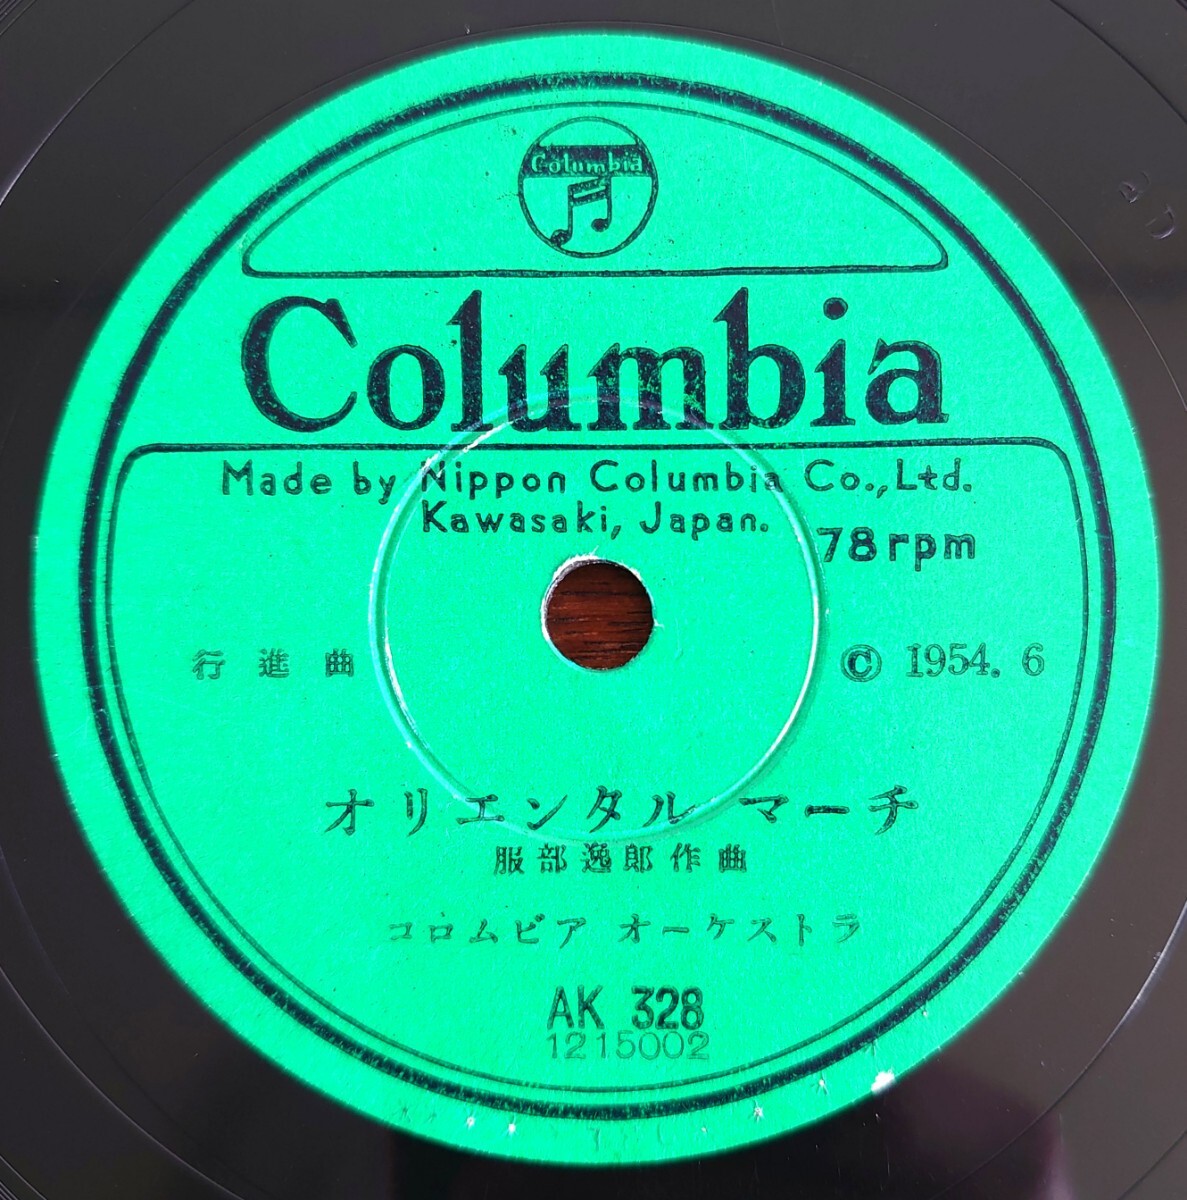 Columbia
Columbia
Made by Nippon Columbia Co., Ltd.
Kawasaki, Japan.
78 rpm
行進曲
© 1954. 6
オリエンタル マーチ
服部逸郎作曲
コロムビア オーケストラ
AK 328
1215002